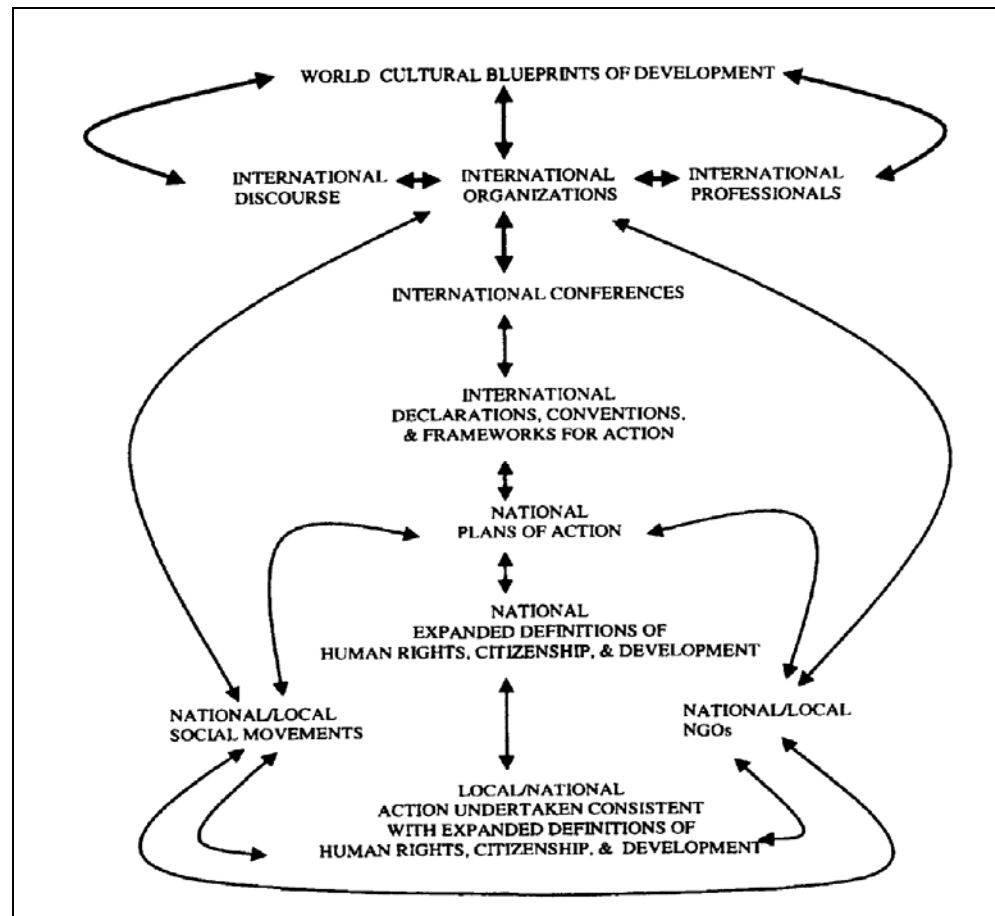 WORLD CULTURAL BLUEPRINTS OF DEVELOPMENT
INTERNATIONAL
DISCOURSE
INTERNATIONAL
ORGANIZATIONS
INTERNATIONAL
PROFESSIONALS
INTERNATIONAL CONFERENCES
INTERNATIONAL
DECLARATIONS, CONVENTIONS,
& FRAMEWORKS FOR ACTION
NATIONAL
PLANS OF ACTION
NATIONAL
EXPANDED DEFINITIONS OF
HUMAN RIGHTS, CITIZENSHIP, & DEVELOPMENT
NATIONAL/LOCAL
SOCIAL MOVEMENTS
NATIONAL/LOCAL
NGOs
LOCAL/NATIONAL
ACTION UNDERTAKEN CONSISTENT
WITH EXPANDED DEFINITIONS OF
HUMAN RIGHTS, CITIZENSHIP, & DEVELOPMENT